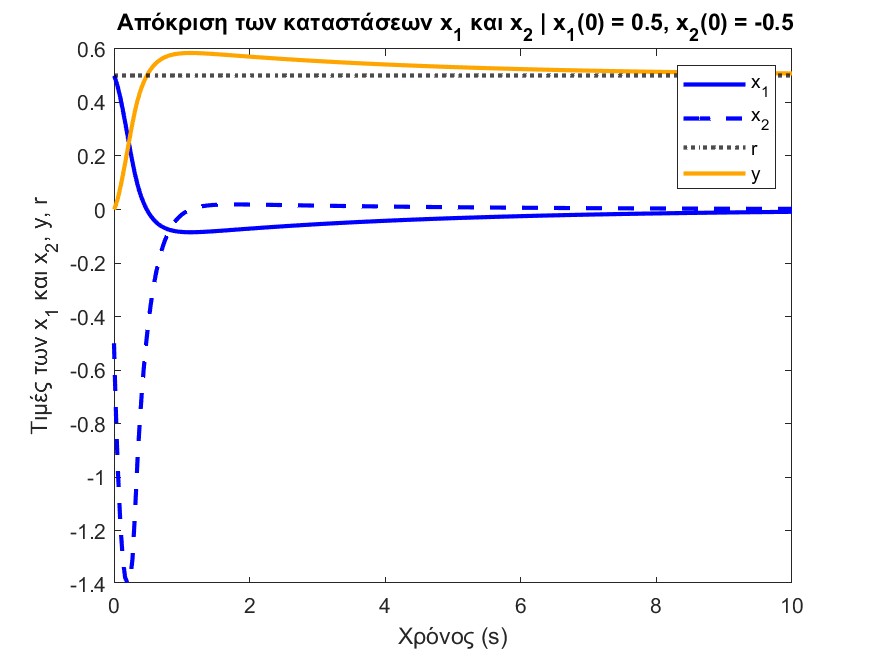 Απόκριση των καταστάσεων x₁ και x₂ | x₁(0) = 0.5, x₂(0) = -0.5
0.6
0.4
0.2
0
-0.2
-0.4
-0.6
-0.8
-1
-1.2
-1.4
Τιμές των x₁ και x₂, y, r
x₁
x₂
r
y
0 2 4 6 8 10
Χρόνος (s)